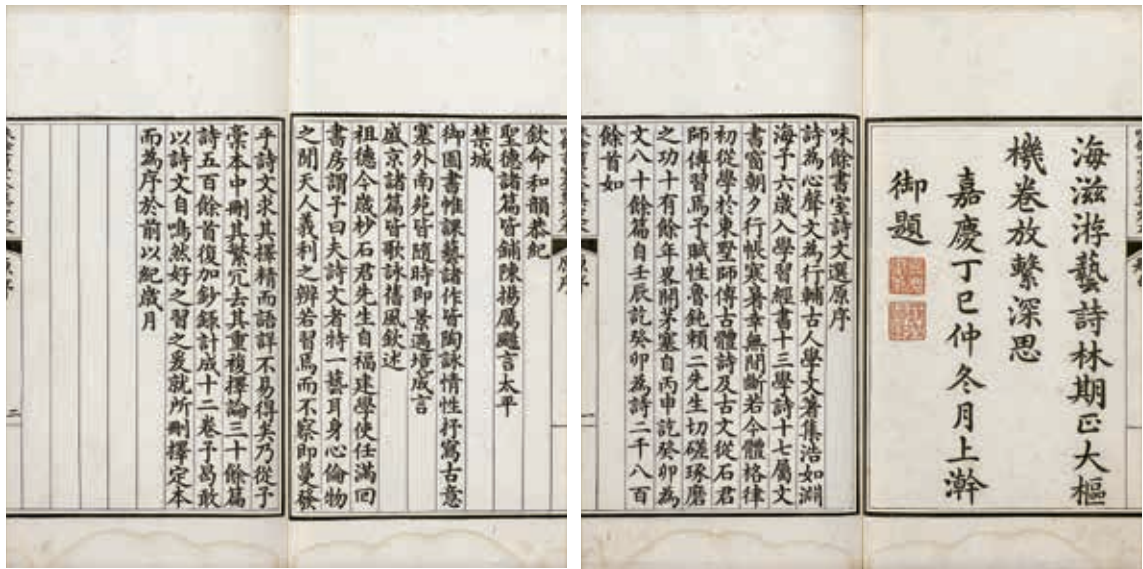 海滋游藝詩林期正大樞
機卷放繫深思
嘉慶丁巳仲冬月上澣
御題
味餘書室詩文選原序
詩為心聲文為行輔古人學文著集浩如淵
海予六歲入學習經書十三學詩十七屬文
書窗朝夕行帳寒暑幸無間斷若今體格律
初從學於東墅師傅古體詩及古文從石君
師傅習焉予賦性魯鈍賴二先生切磋琢磨
之功十有餘年畧開茅塞自丙申訖癸卯為
文八十餘篇自壬辰訖癸卯為詩二千八百
餘首如
欽命和韻恭紀
聖德諸篇皆鋪陳揚厲颺言太平
禁城
御園書帷課藝諸作皆陶詠情性抒寫古意
塞外南苑皆隨時即景遇境成言
盛京諸篇皆歌詠舊風欽述
祖德今歲杪石君先生自福建學使任滿回
書房謂予曰夫詩文者特一藝耳身心倫物
之間天人義利之辨若習焉而不察即蔓發
乎詩文求其擇精而語詳不易得矣乃從予
稾本中刪其繁冗去其重複擇論三十餘篇
詩五百餘首復加鈔錄計成十二卷予曷敢
以詩文自鳴然好之習之爰就所刪擇定本
而為序於前以紀歲月
二